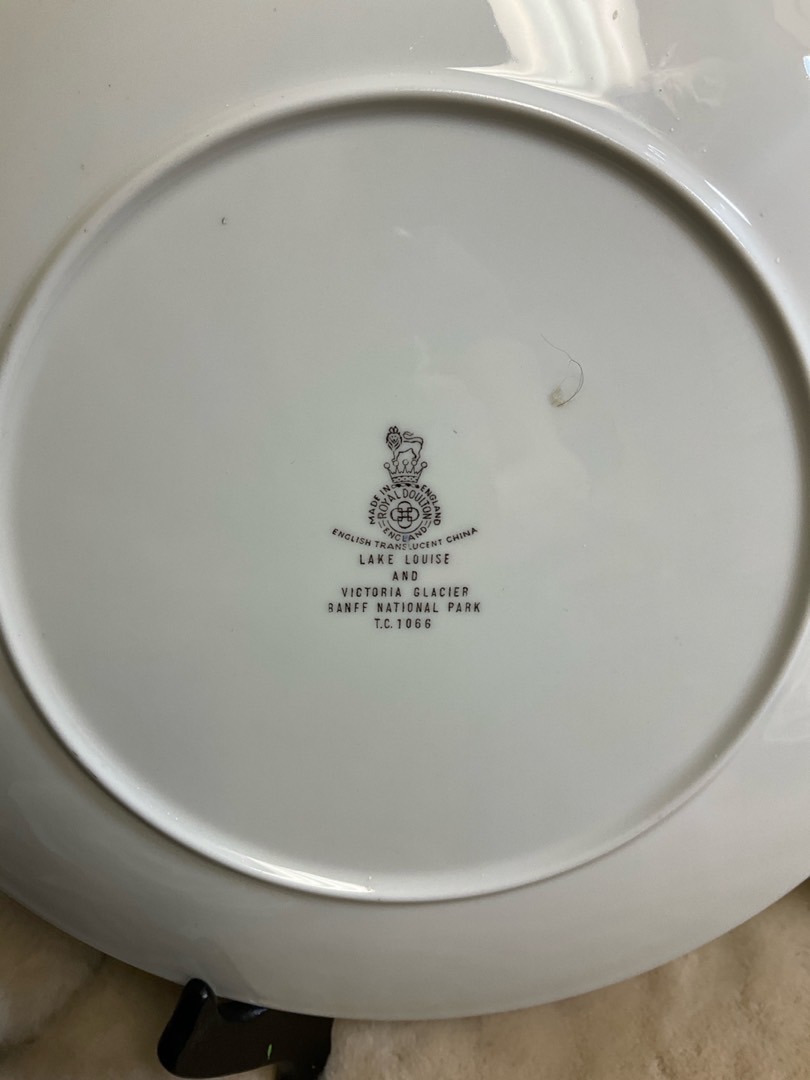 MADE IN ENGLAND
ROYAL DOULTON
ENGLAND
ENGLISH TRANSLUCENT CHINA
LAKE LOUISE
AND
VICTORIA GLACIER
BANFF NATIONAL PARK
T.C.1066